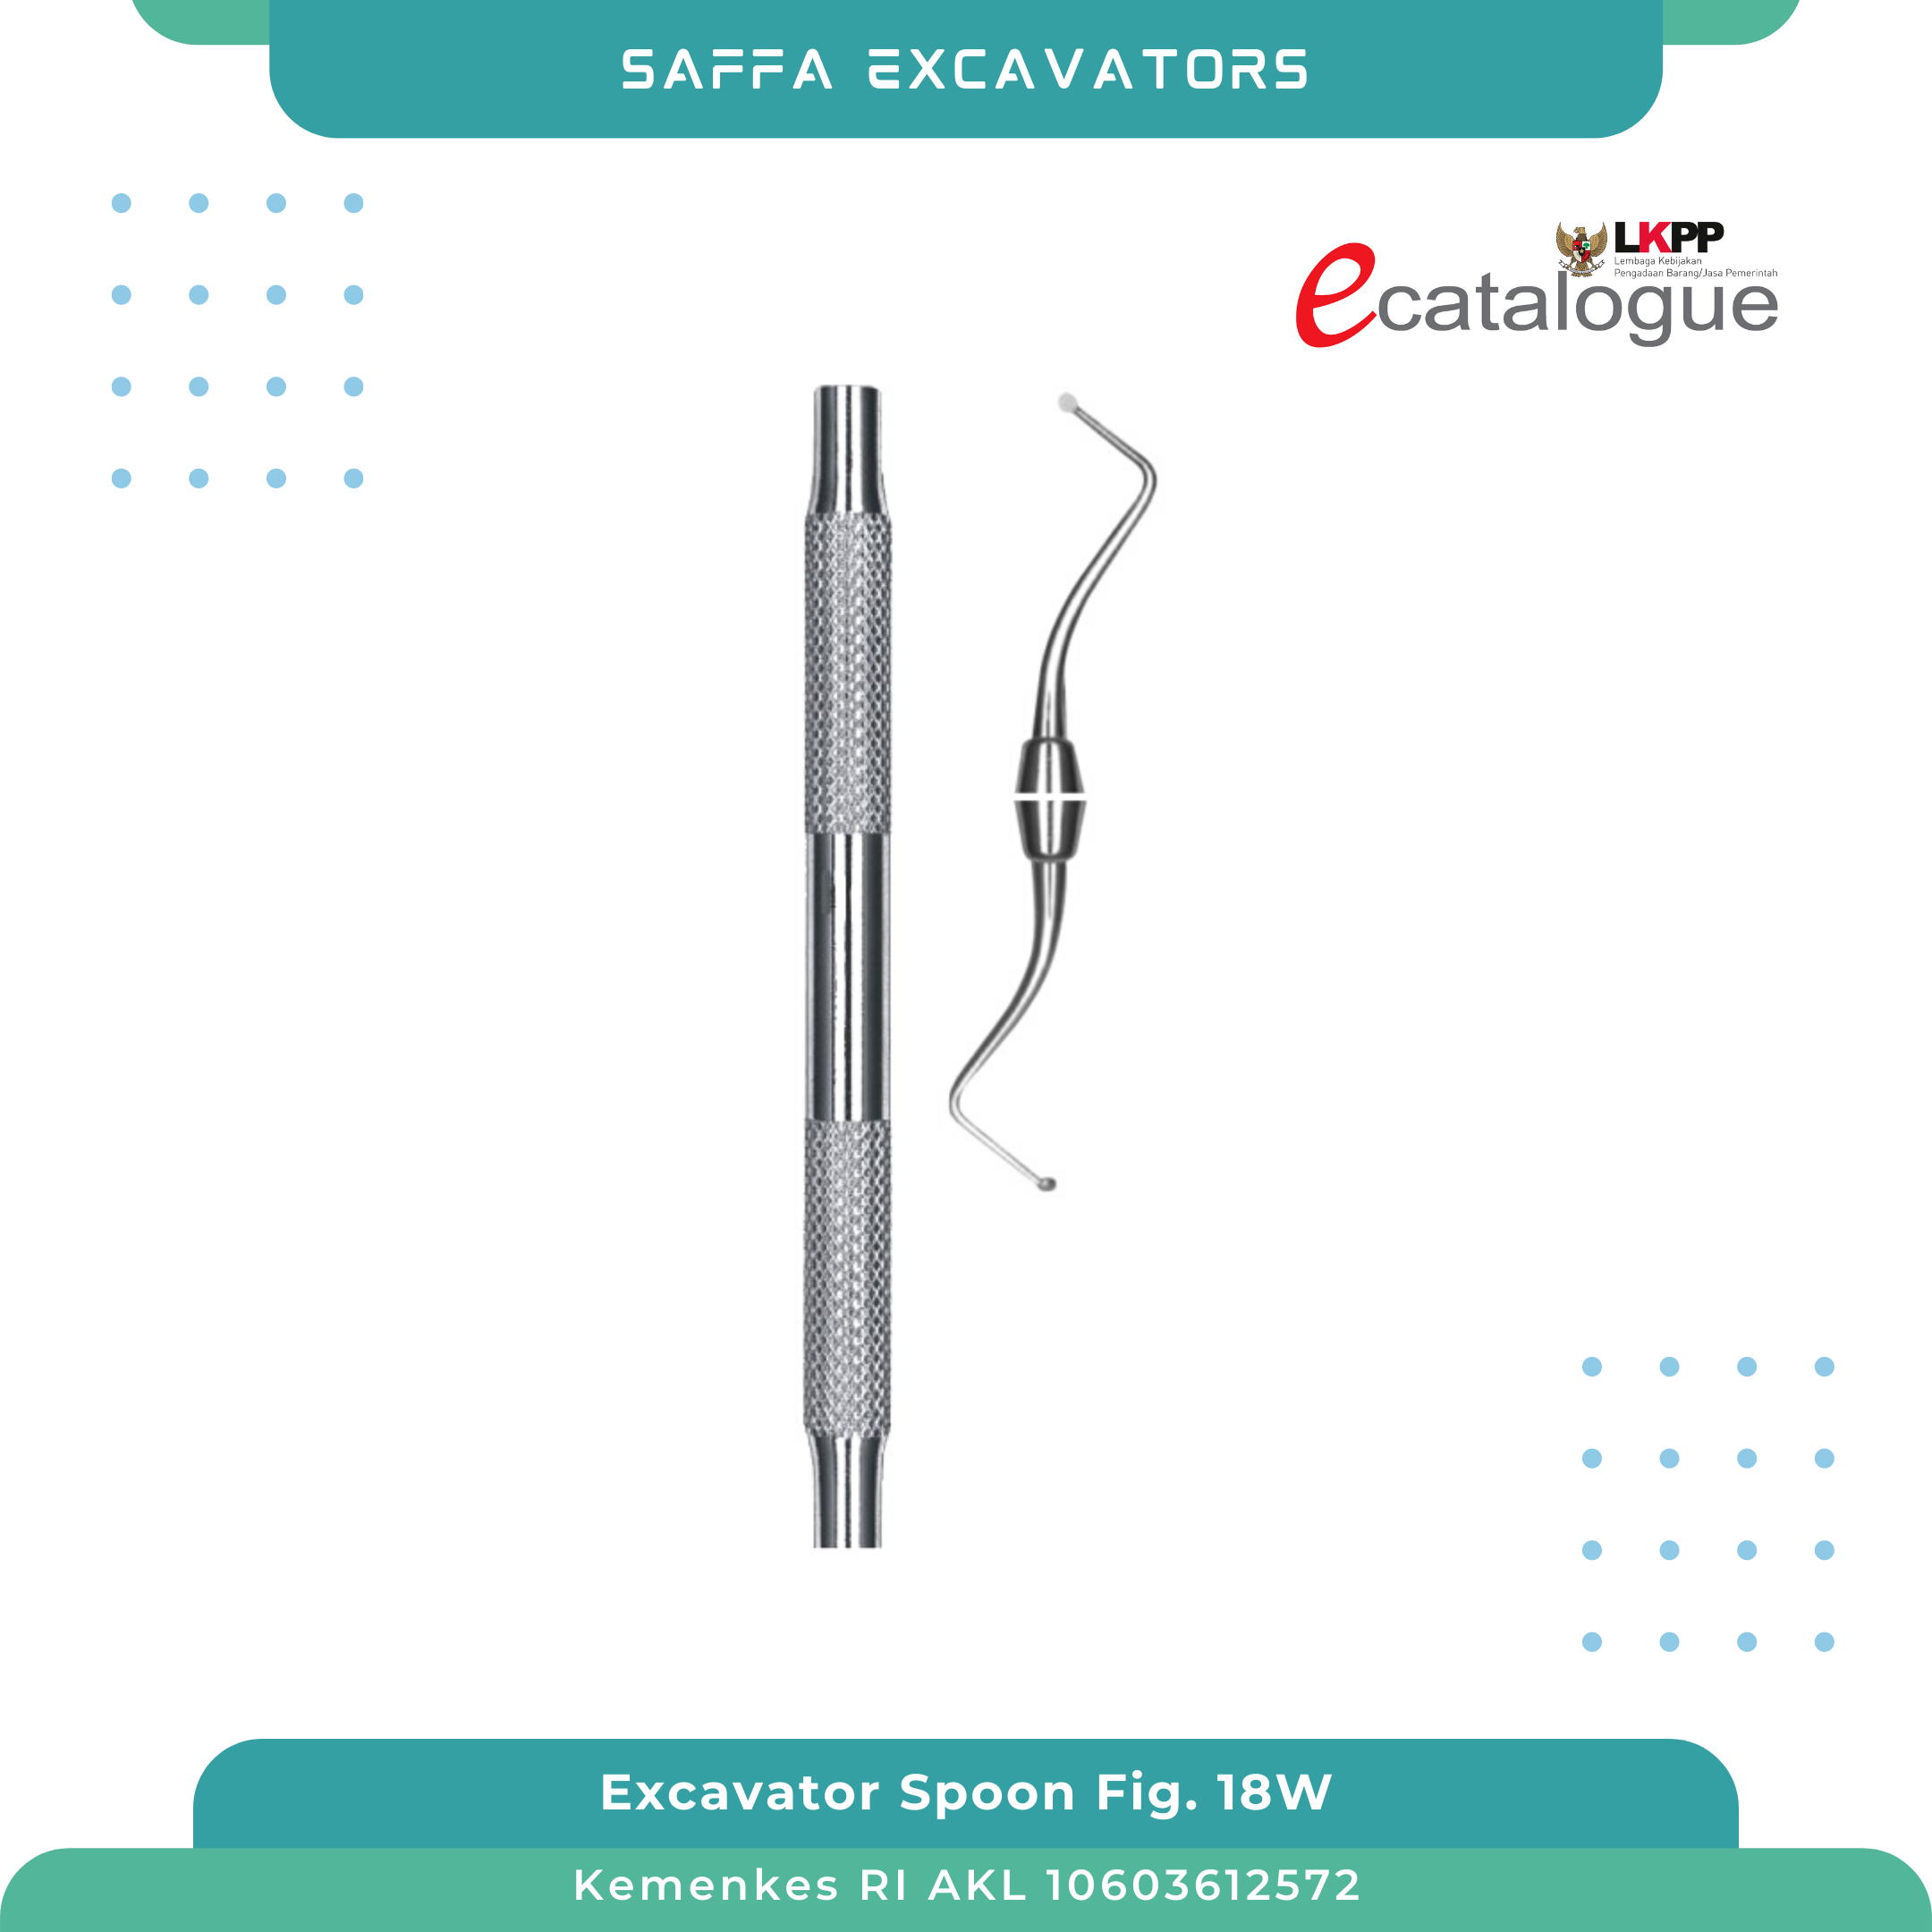 SAFFA EXCAVATORS
LKPP
Lembaga Kebijakan
Pengadaan Barang/Jasa Pemerintah
ecatalogue
Excavator Spoon Fig. 18W
Kemenkes RI AKL 10603612572